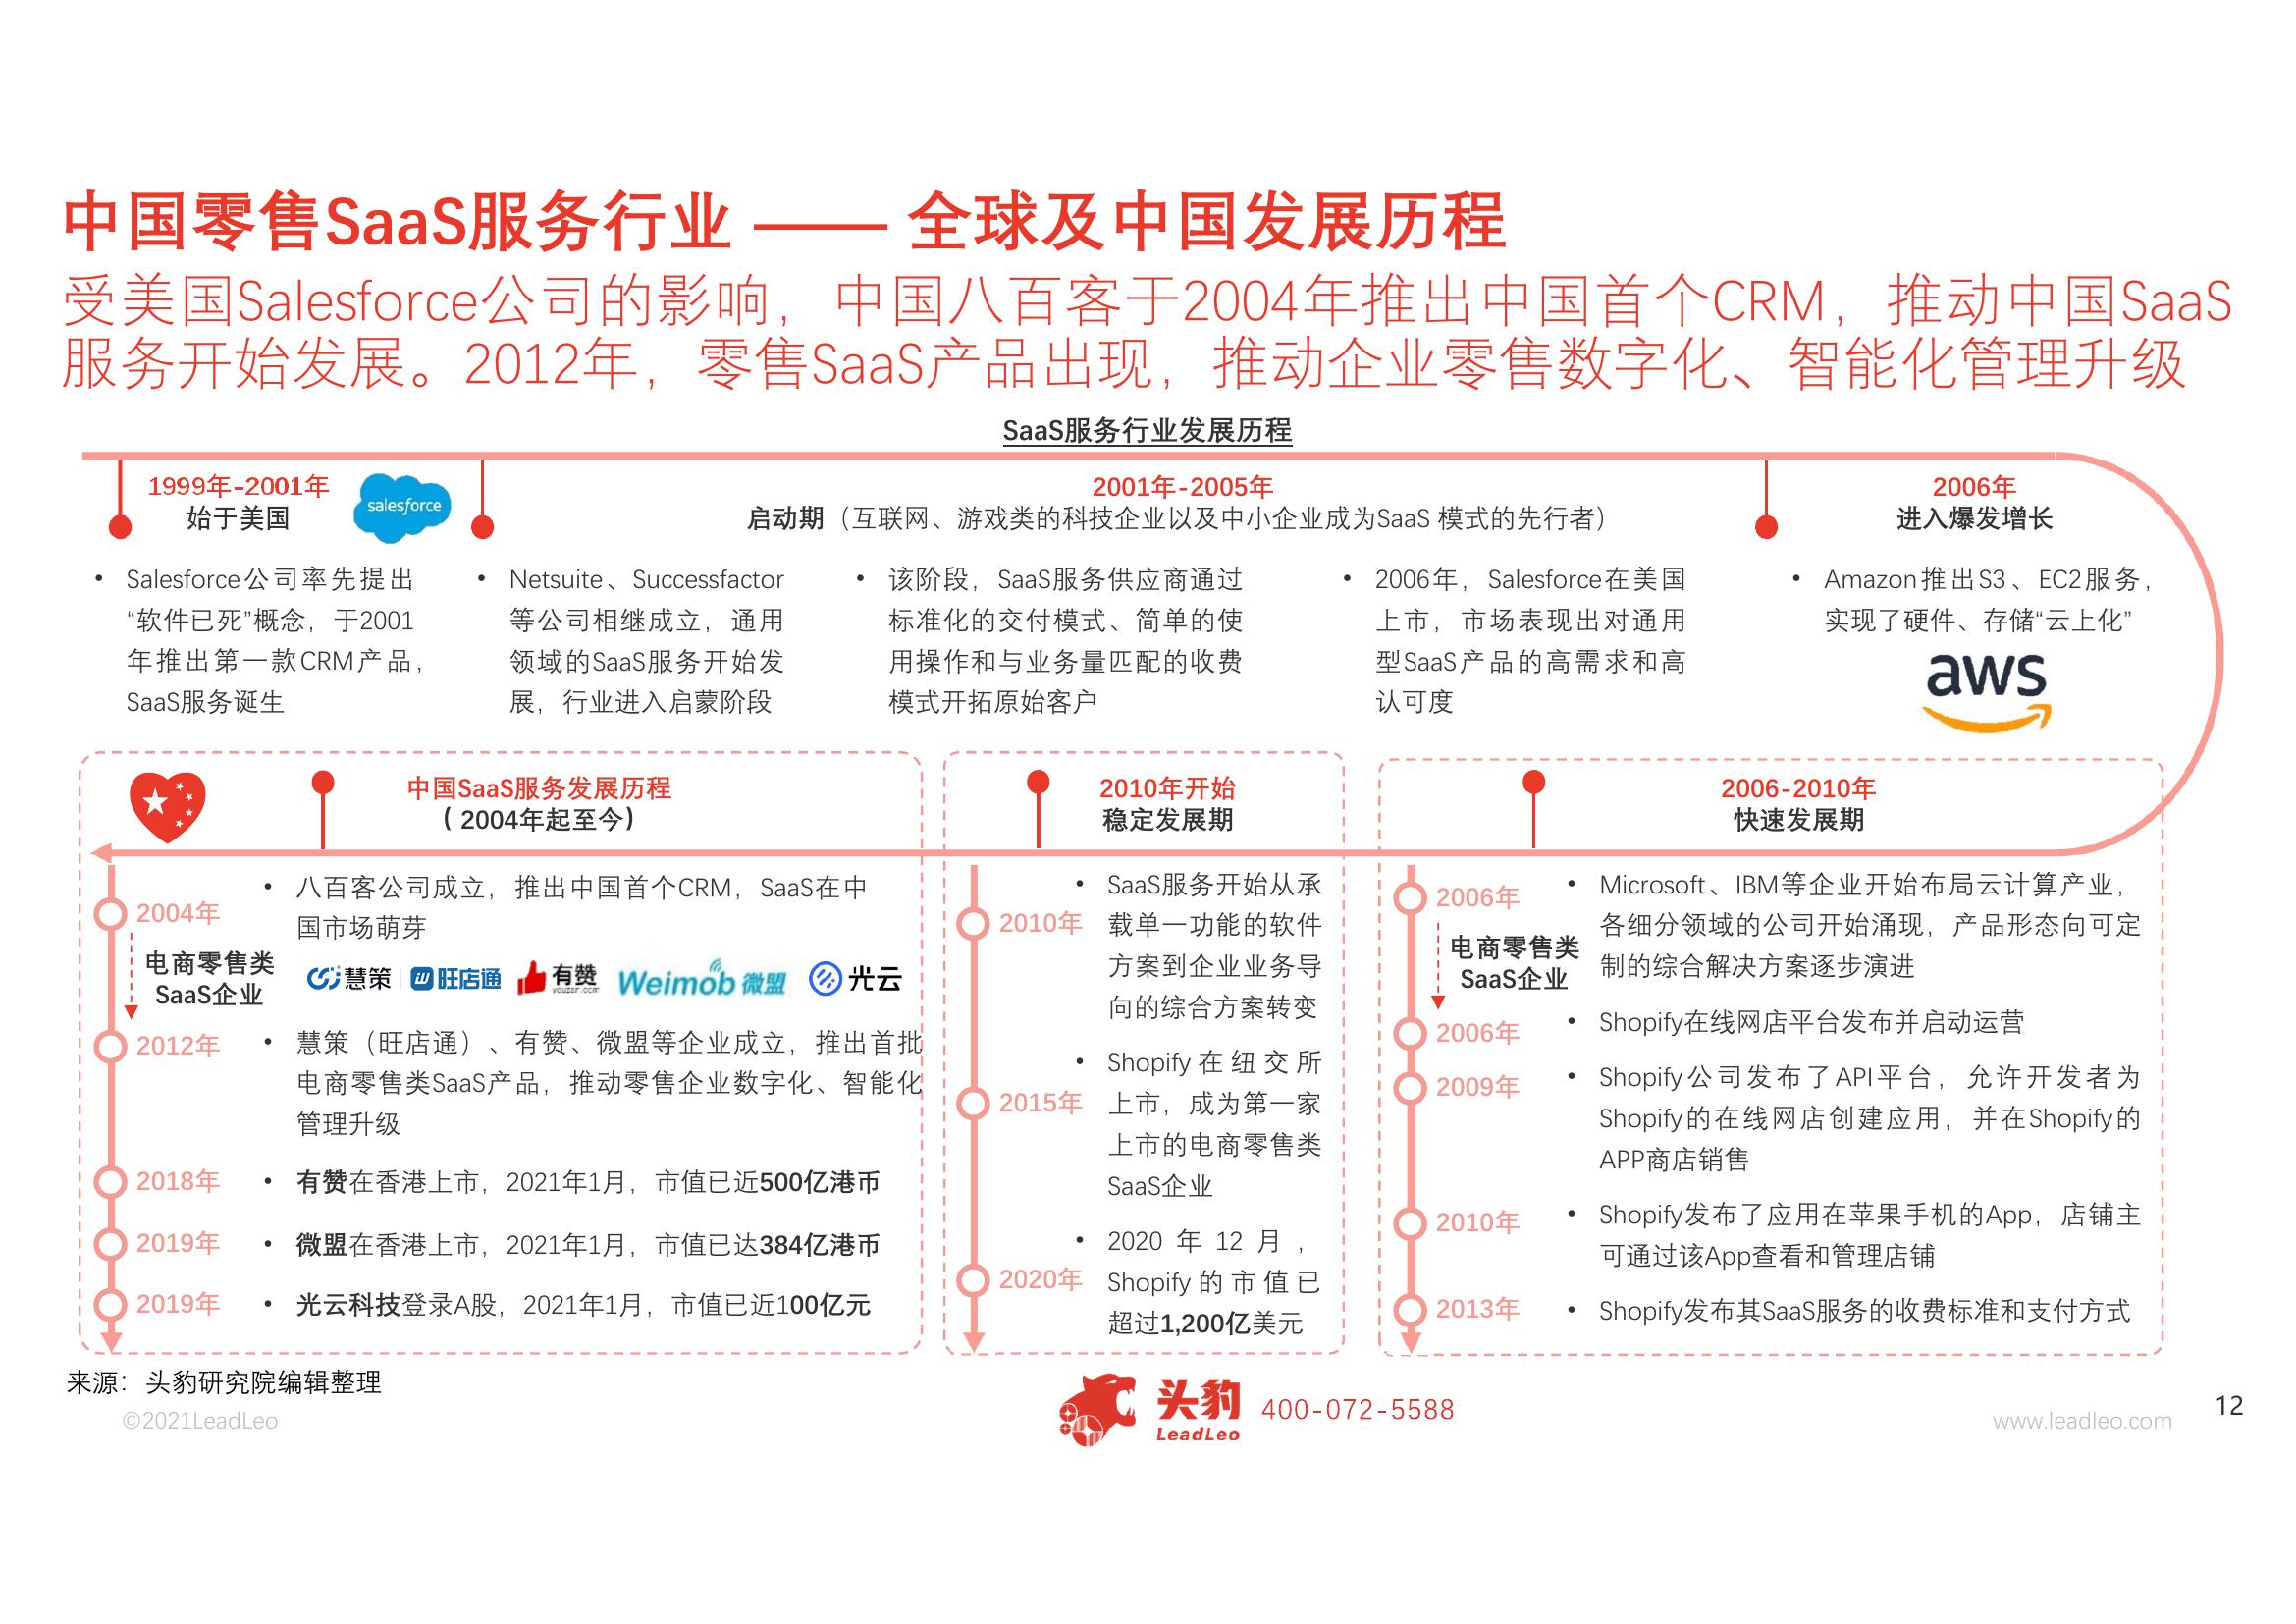 中国零售SaaS服务行业 —— 全球及中国发展历程
受美国Salesforce公司的影响，中国八百客于2004年推出中国首个CRM，推动中国SaaS
服务开始发展。2012年，零售SaaS产品出现，推动企业零售数字化、智能化管理升级
SaaS服务行业发展历程
1999年-2001年
始于美国
salesforce
• Salesforce公司率先提出
“软件已死”概念，于2001
年推出第一款CRM产品，
SaaS服务诞生
2001年-2005年
启动期（互联网、游戏类的科技企业以及中小企业成为SaaS 模式的先行者）
• Netsuite、Successfactor
等公司相继成立，通用
领域的SaaS服务开始发
展，行业进入启蒙阶段
• 该阶段，SaaS服务供应商通过
标准化的交付模式、简单的使
用操作和与业务量匹配的收费
模式开拓原始客户
• 2006年，Salesforce在美国
上市，市场表现出对通用
型SaaS产品的高需求和高
认可度
2006年
进入爆发增长
• Amazon推出S3、EC2服务，
实现了硬件、存储“云上化”
aws
中国SaaS服务发展历程
（2004年起至今）
2004年
• 八百客公司成立，推出中国首个CRM，SaaS在中
国市场萌芽
电商零售类
SaaS企业
慧策 | 旺店通 有赞 youzan.com Weimob 微盟 光云
2012年
• 慧策（旺店通）、有赞、微盟等企业成立，推出首批
电商零售类SaaS产品，推动零售企业数字化、智能化
管理升级
2018年
• 有赞在香港上市，2021年1月，市值已近500亿港币
2019年
• 微盟在香港上市，2021年1月，市值已达384亿港币
2019年
• 光云科技登录A股，2021年1月，市值已近100亿元
2010年开始
稳定发展期
2010年
• SaaS服务开始从承
载单一功能的软件
方案到企业业务导
向的综合方案转变
2015年
• Shopify在纽交所
上市，成为第一家
上市的电商零售类
SaaS企业
2020年
• 2020年12月，
Shopify的市值已
超过1,200亿美元
2006-2010年
快速发展期
2006年
• Microsoft、IBM等企业开始布局云计算产业，
各细分领域的公司开始涌现，产品形态向可定
制的综合解决方案逐步演进
电商零售类
SaaS企业
2006年
• Shopify在线网店平台发布并启动运营
2009年
• Shopify公司发布了API平台，允许开发者为
Shopify的在线网店创建应用，并在Shopify的
APP商店销售
2010年
• Shopify发布了应用在苹果手机的App，店铺主
可通过该App查看和管理店铺
2013年
• Shopify发布其SaaS服务的收费标准和支付方式
来源：头豹研究院编辑整理
©2021LeadLeo
头豹
LeadLeo
400-072-5588
www.leadleo.com
12